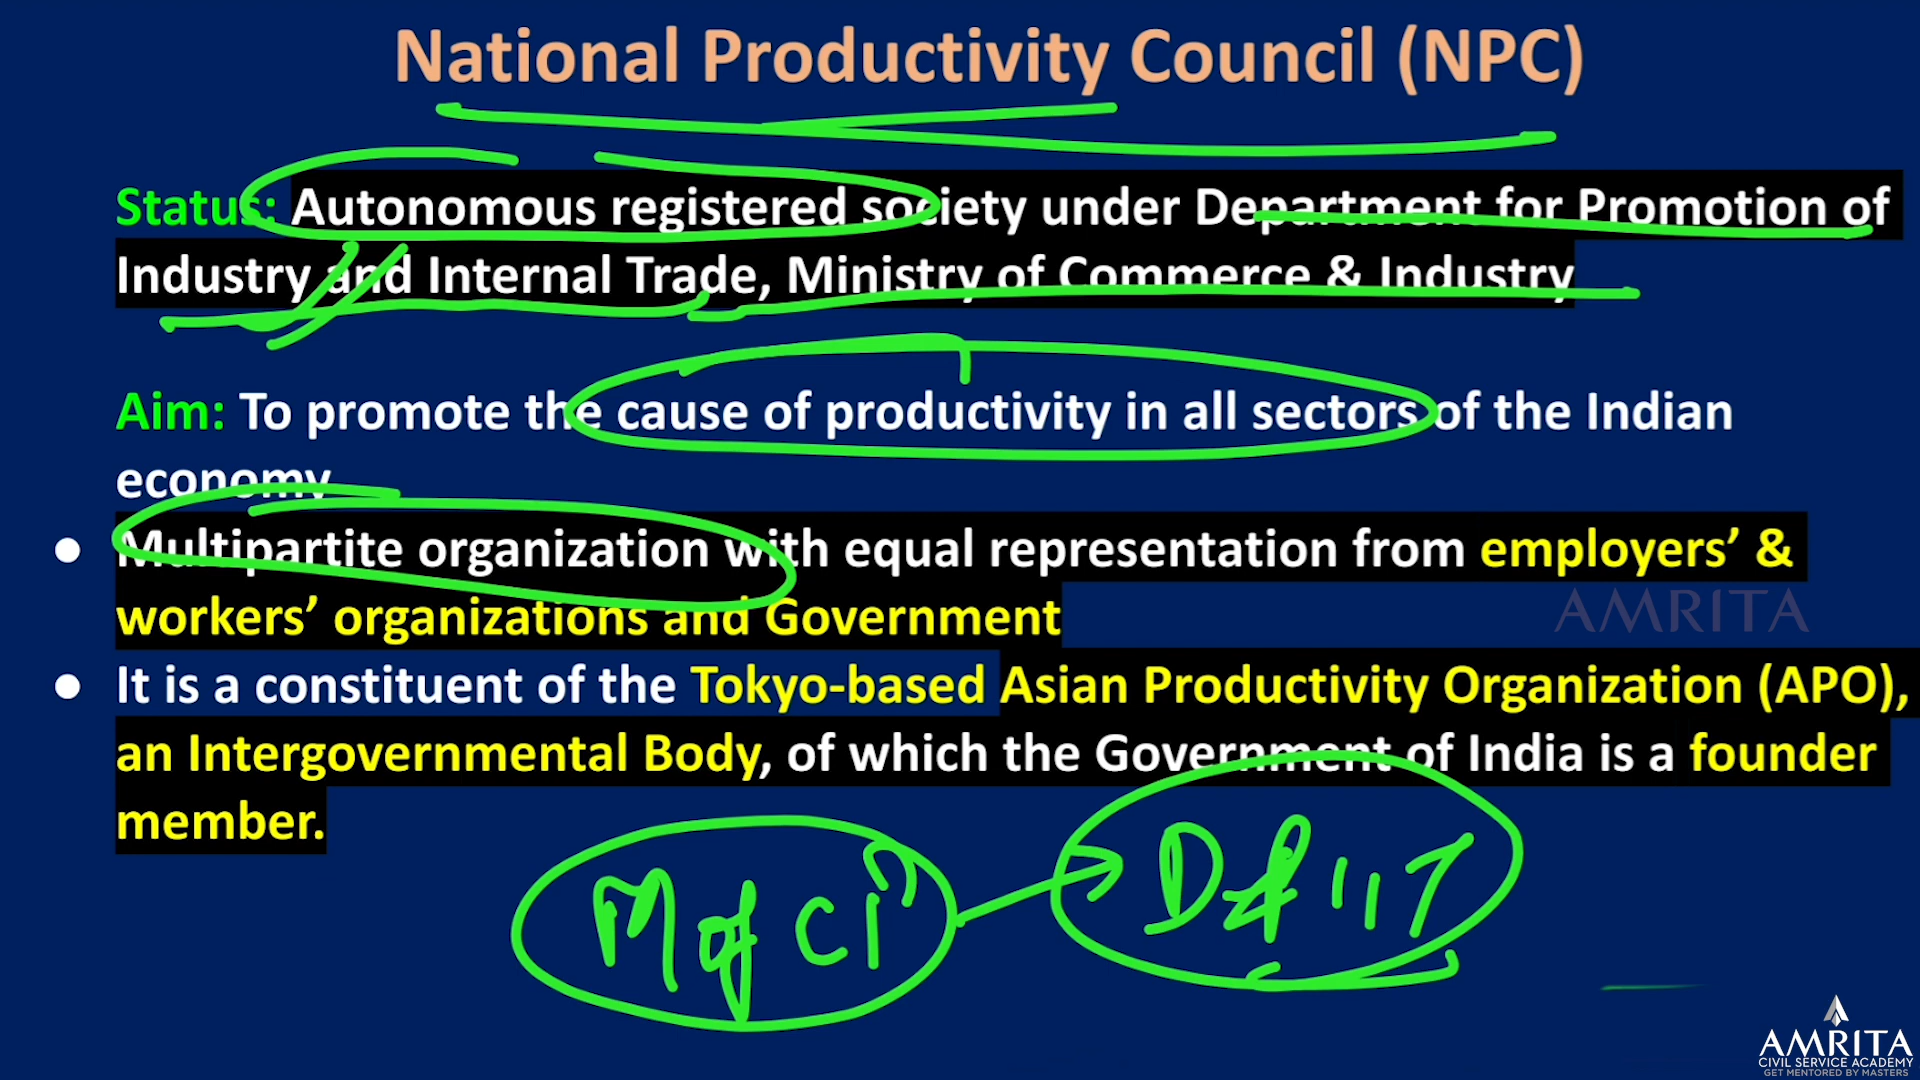 National Productivity Council (NPC)
Status: Autonomous registered society under Department for Promotion of
Industry and Internal Trade, Ministry of Commerce & Industry
Aim: To promote the cause of productivity in all sectors of the Indian
economy
● Multipartite organization with equal representation from employers’ &
workers’ organizations and Government
AMRITA
● It is a constituent of the Tokyo-based Asian Productivity Organization (APO),
an Intergovernmental Body, of which the Government of India is a founder
member.
M of CI
AMRITA
CIVIL SERVICE ACADEMY
GET MENTORED BY MASTERS